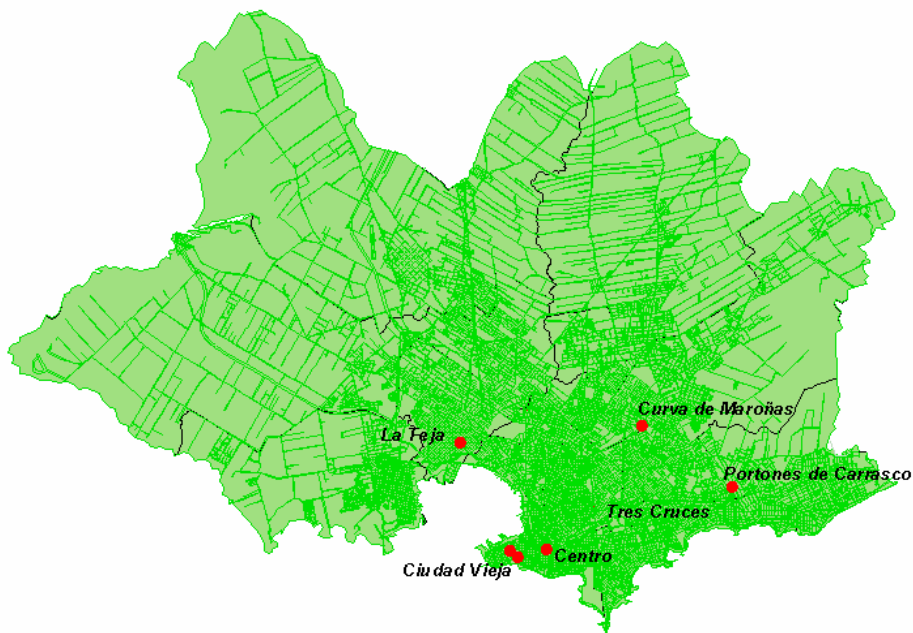 Curva de Maroñas
La Teja
Portones de Carrasco
Tres Cruces
Centro
Ciudad Vieja